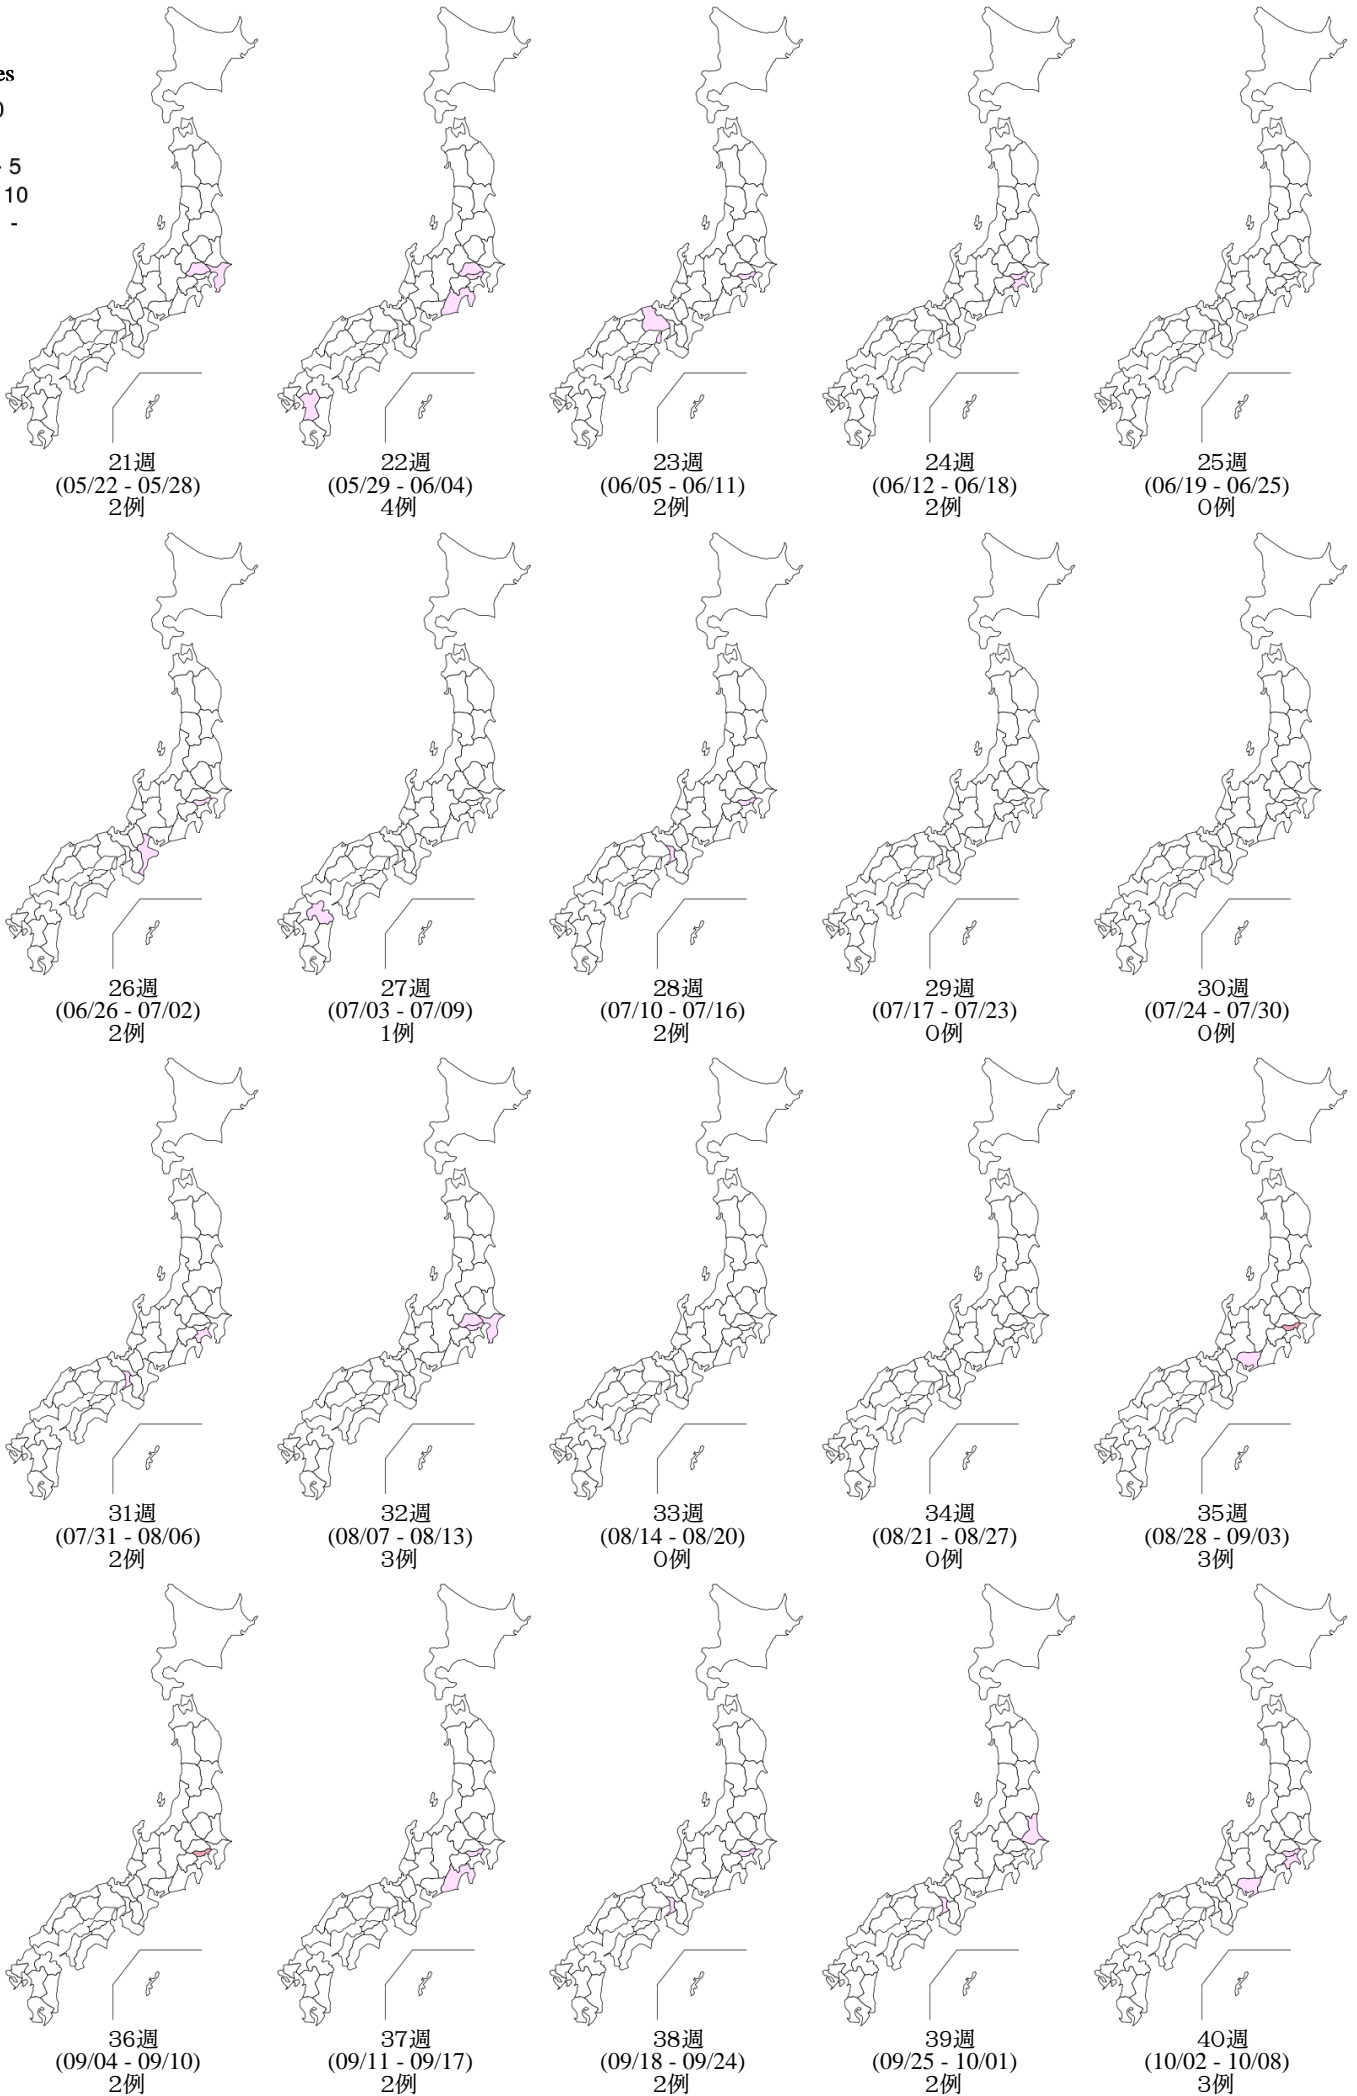 es
0
5
10
-
21週
(05/22 - 05/28)
2例
22週
(05/29 - 06/04)
4例
23週
(06/05 - 06/11)
2例
24週
(06/12 - 06/18)
2例
25週
(06/19 - 06/25)
0例
26週
(06/26 - 07/02)
2例
27週
(07/03 - 07/09)
1例
28週
(07/10 - 07/16)
2例
29週
(07/17 - 07/23)
0例
30週
(07/24 - 07/30)
0例
31週
(07/31 - 08/06)
2例
32週
(08/07 - 08/13)
3例
33週
(08/14 - 08/20)
0例
34週
(08/21 - 08/27)
0例
35週
(08/28 - 09/03)
3例
36週
(09/04 - 09/10)
2例
37週
(09/11 - 09/17)
2例
38週
(09/18 - 09/24)
2例
39週
(09/25 - 10/01)
2例
40週
(10/02 - 10/08)
3例